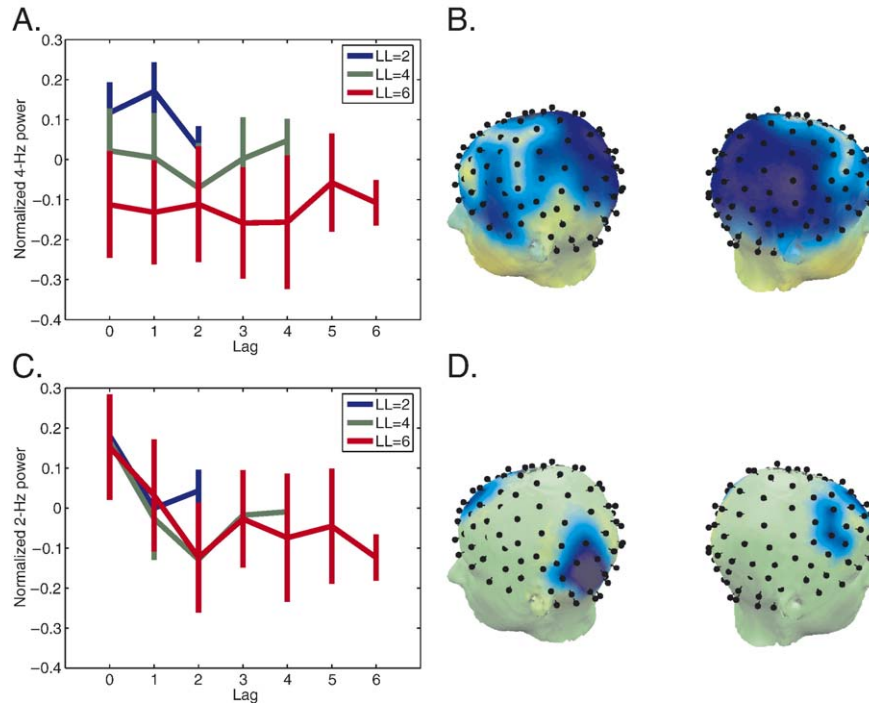 A.
B.
Normalized 4-Hz power
0.3
0.2
0.1
0
−0.1
−0.2
−0.3
−0.4
LL=2
LL=4
LL=6
0 1 2 3 4 5 6
Lag
C.
D.
Normalized 2-Hz power
0.3
0.2
0.1
0
−0.1
−0.2
−0.3
−0.4
LL=2
LL=4
LL=6
0 1 2 3 4 5 6
Lag